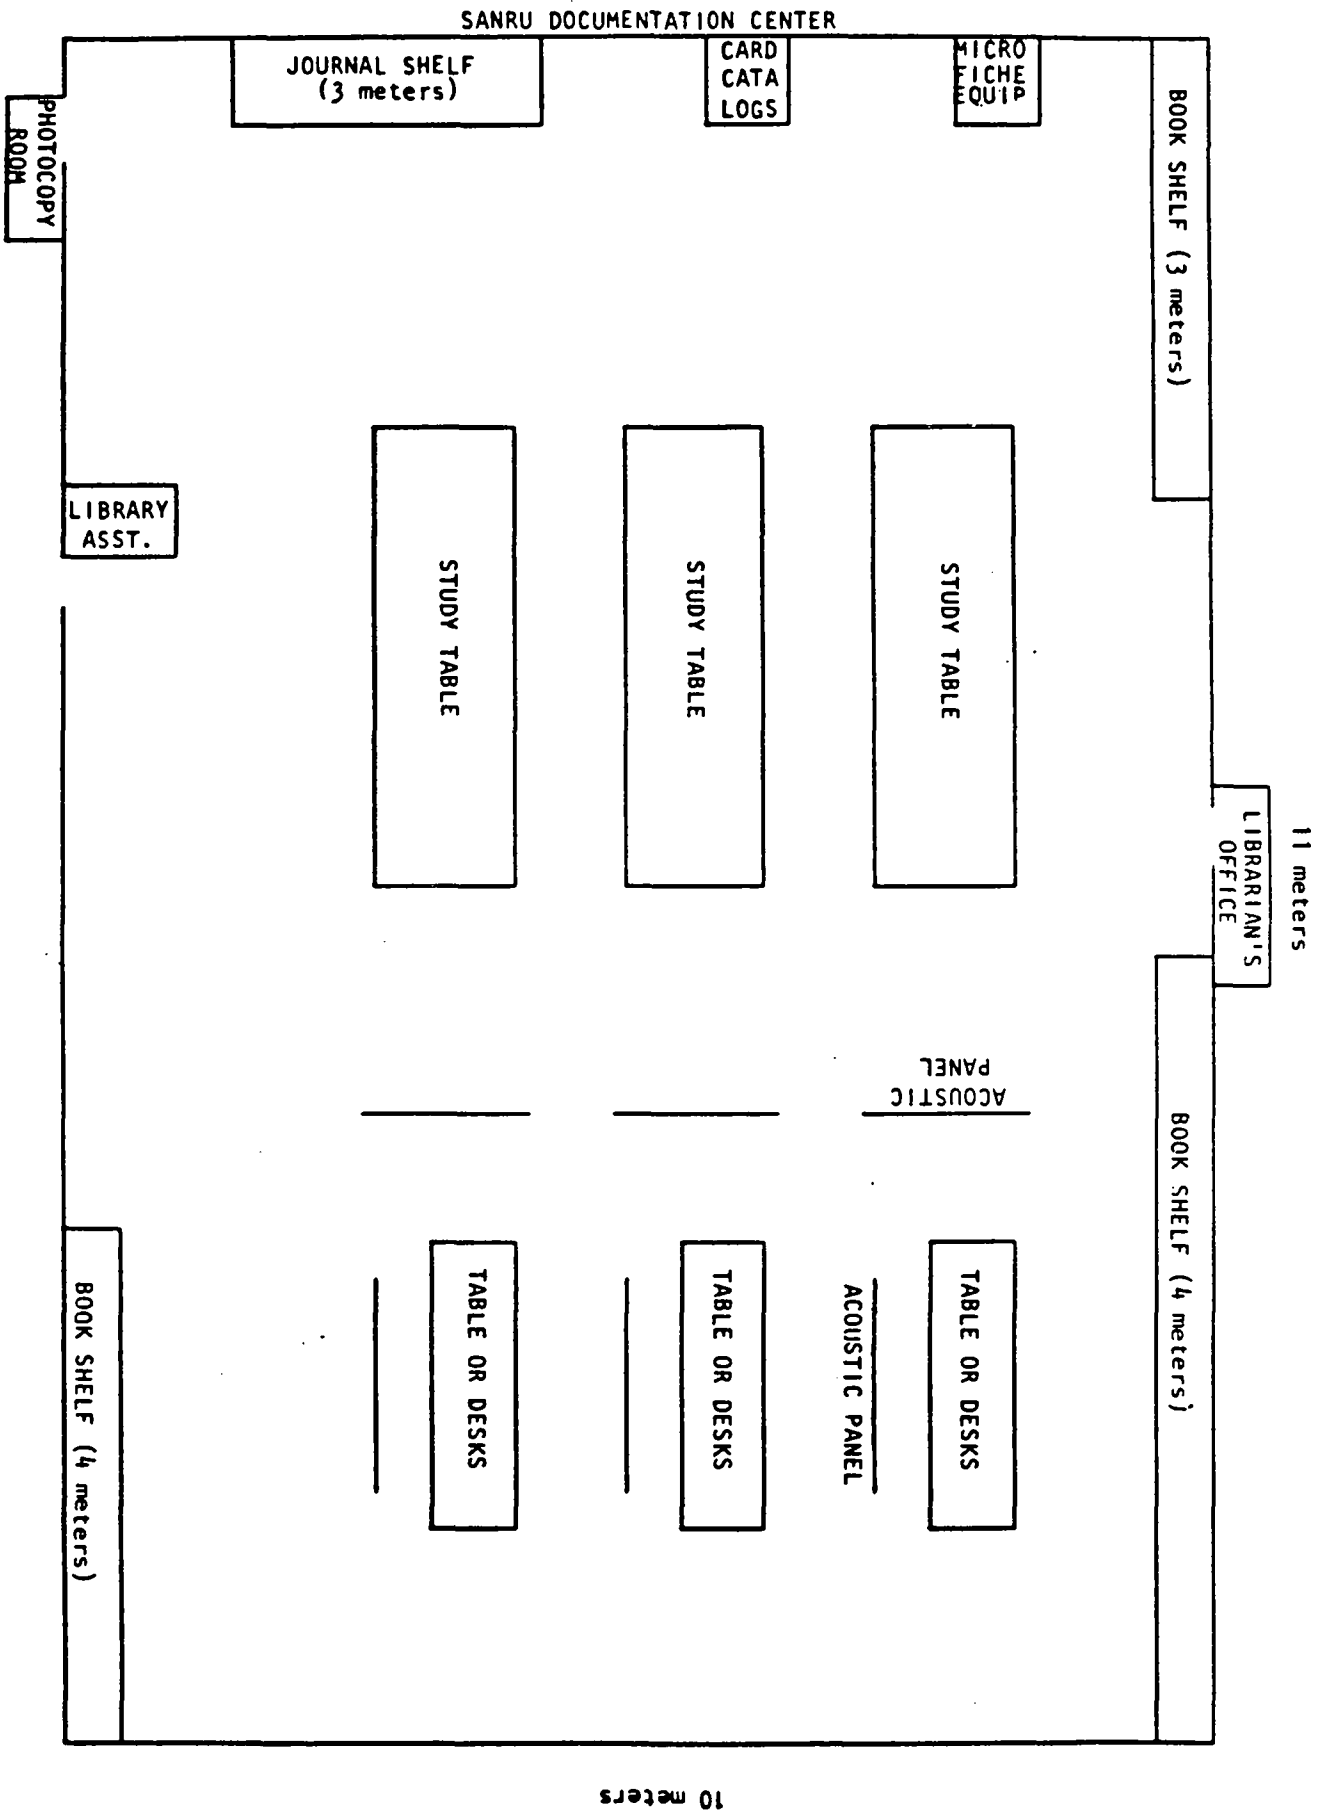 SANRU DOCUMENTATION CENTER
JOURNAL SHELF
(3 meters)
CARD
CATA
LOGS
MICRO
FICHE
EQUIP
PHOTOCOPY
ROOM
BOOK SHELF (3 meters)
LIBRARY
ASST.
STUDY TABLE
STUDY TABLE
STUDY TABLE
11 meters
LIBRARIAN'S
OFFICE
ACOUSTIC
PANEL
BOOK SHELF (4 meters)
BOOK SHELF (4 meters)
TABLE OR DESKS
TABLE OR DESKS
ACOUSTIC PANEL
TABLE OR DESKS
10 meters